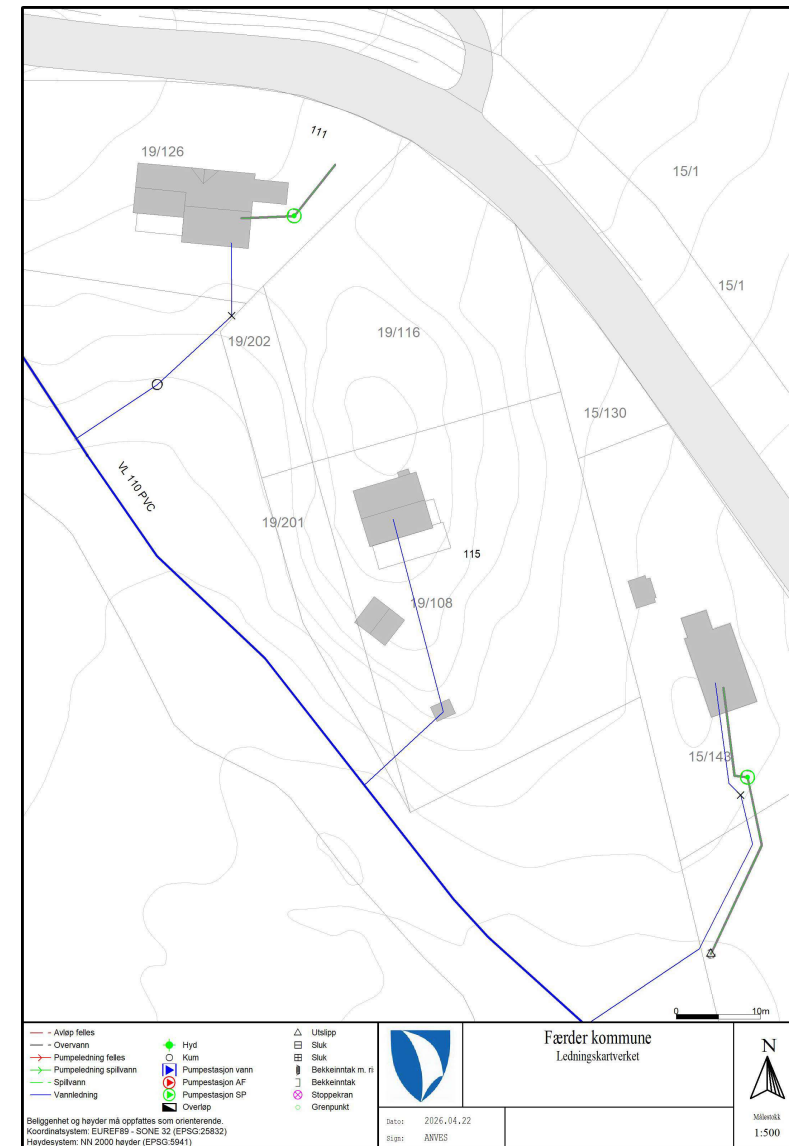 111
19/126
15/1
15/1
19/202
19/116
15/130
VL 110 PVC
19/201
115
19/108
15/143
0 10m
Avløp felles
Overvann
Pumpeledning felles
Pumpeledning spillvann
Spillvann
Vannledning
Hyd
Kum
Pumpestasjon vann
Pumpestasjon AF
Pumpestasjon SP
Overløp
Utslipp
Sluk
Sluk
Bekkeinntak m. ri
Bekkeinntak
Stoppekran
Grenpunkt
Beliggenhet og høyder må oppfattes som orienterende.
Koordinatsystem: EUREF89 - SONE 32 (EPSG:25832)
Høydesystem: NN 2000 høyder (EPSG:5941)
Færder kommune
Ledningskartverket
Dato: 2026.04.22
Sign: ANVES
N
Målestokk
1:500